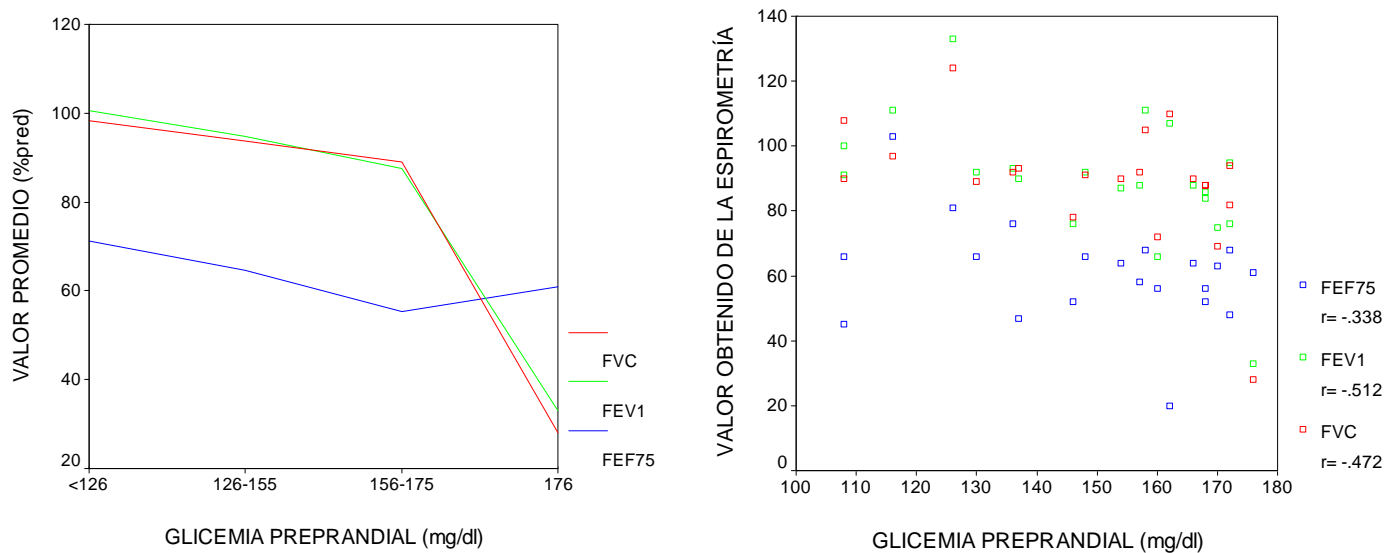 VALOR PROMEDIO (%pred)
120
100
80
60
40
20
<126
126-155
156-175
176
GLICEMIA PREPRANDIAL (mg/dl)
FVC
FEV1
FEF75
VALOR OBTENIDO DE LA ESPIROMETRÍA
140
120
100
80
60
40
20
0
100
110
120
130
140
150
160
170
180
GLICEMIA PREPRANDIAL (mg/dl)
FEF75
r= -.338
FEV1
r= -.512
FVC
r= -.472